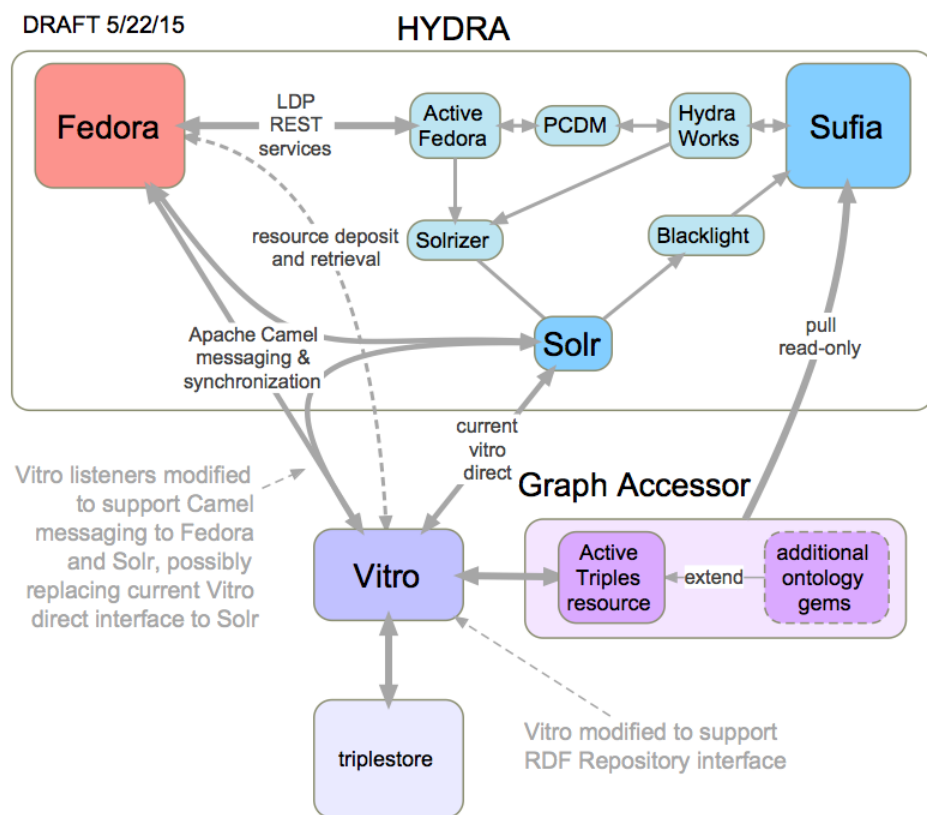 DRAFT 5/22/15
HYDRA
Fedora
LDP
REST
services
Active
Fedora
PCDM
Hydra
Works
Sufia
resource deposit
and retrieval
Solrizer
Blacklight
Apache Camel
messaging &
synchronization
Solr
pull
read-only
current
vitro
direct
Vitro listeners modified
to support Camel
messaging to Fedora
and Solr, possibly
replacing current Vitro
direct interface to Solr
Graph Accessor
Vitro
Active
Triples
resource
extend
additional
ontology
gems
triplestore
Vitro modified to support
RDF Repository interface